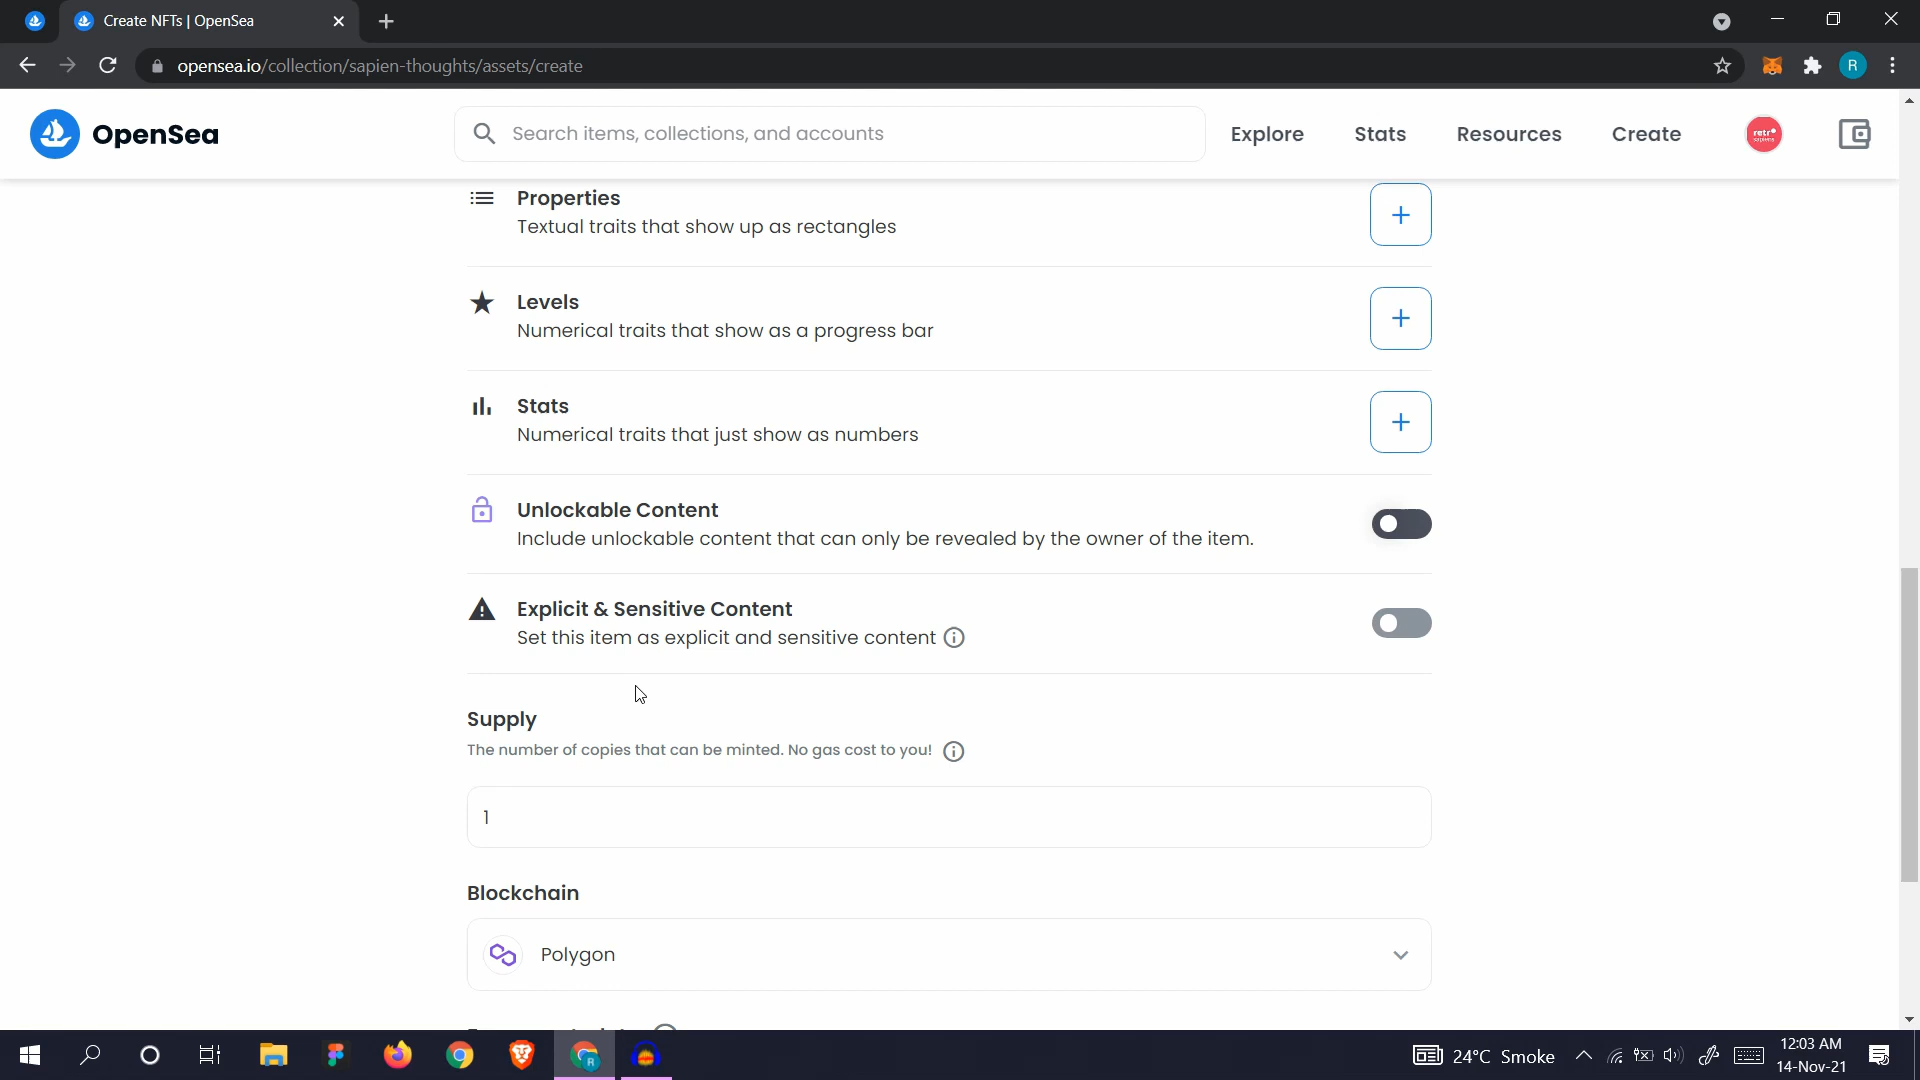 Create NFTs | OpenSea
opensea.io/collection/sapien-thoughts/assets/create
R
OpenSea
Search items, collections, and accounts
Explore
Stats
Resources
Create
retr
sapiens
Properties
Textual traits that show up as rectangles
Levels
Numerical traits that show as a progress bar
Stats
Numerical traits that just show as numbers
Unlockable Content
Include unlockable content that can only be revealed by the owner of the item.
Explicit & Sensitive Content
Set this item as explicit and sensitive content
Supply
The number of copies that can be minted. No gas cost to you!
1
Blockchain
Polygon
R
24°C Smoke
12:03 AM
14-Nov-21